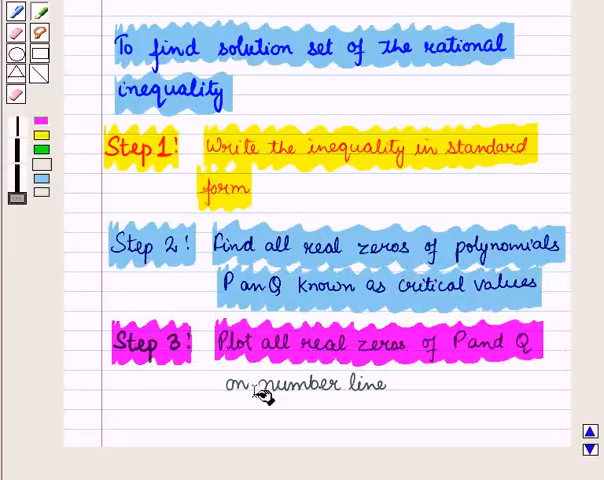 To find solution set of the rational
inequality
Step 1! Write the inequality in standard
form
Step 2! Find all real zeros of polynomials
P an Q known as critical values
Step 3! Plot all real zeros of P and Q
on number line